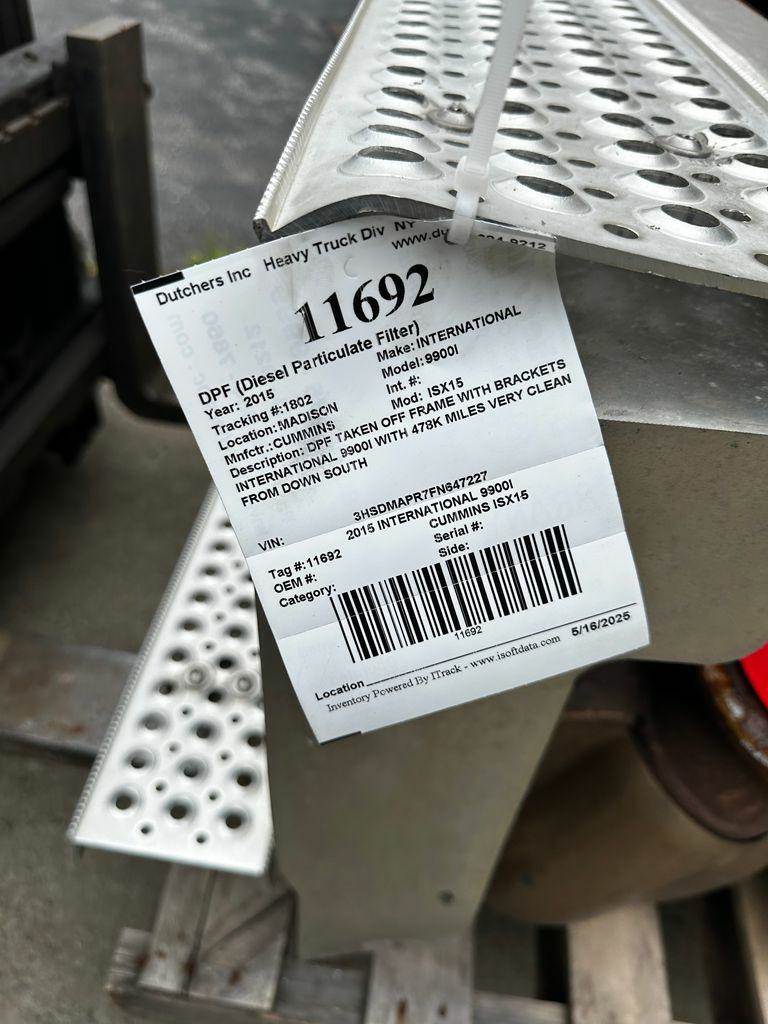 Dutchers Inc Heavy Truck Div NY
www.du 9312
11692
DPF (Diesel Particulate Filter)
Year: 2015 Make: INTERNATIONAL
Tracking #:1802 Model: 9900I
Location:MADISON Int. #:
Mnfctr.:CUMMINS Mod: ISX15
Description: DPF TAKEN OFF FRAME WITH BRACKETS
INTERNATIONAL 9900I WITH 478K MILES VERY CLEAN
FROM DOWN SOUTH
VIN: 3HSDMAPR7FN647227
2015 INTERNATIONAL 9900I
CUMMINS ISX15
Tag #:11692 Serial #:
OEM #: Side:
Category:
11692
Location
Inventory Powered By ITrack - www.isoftdata.com 5/16/2025